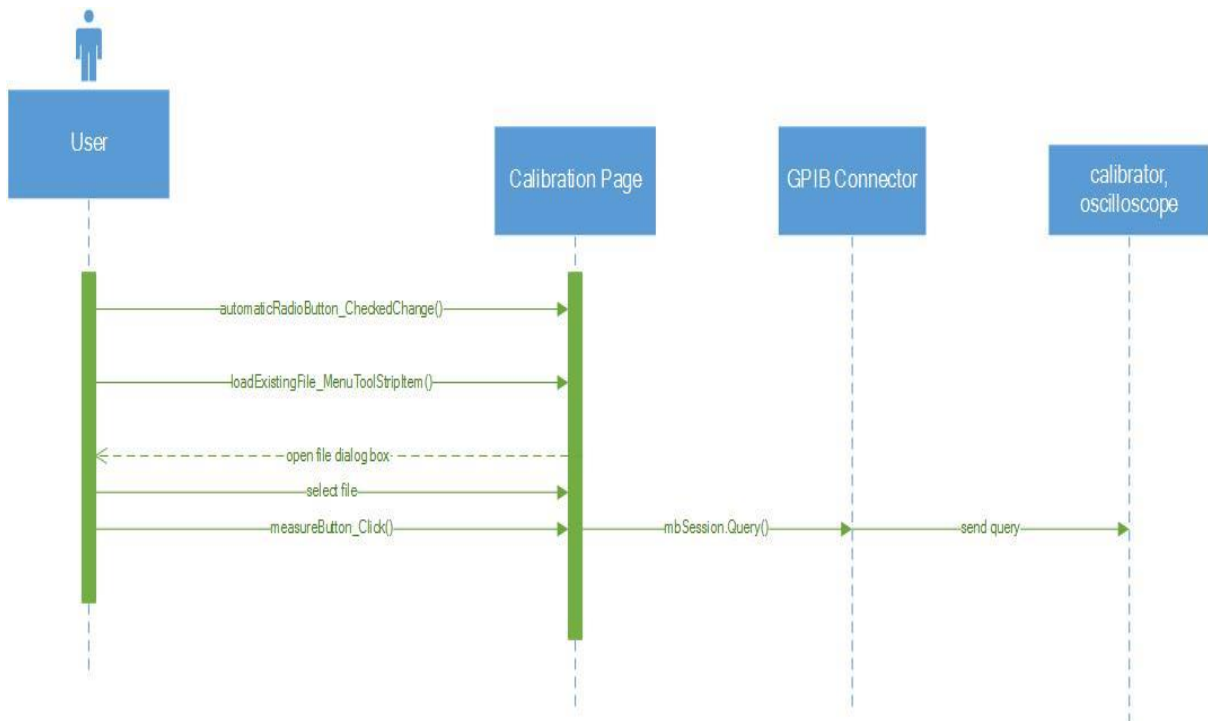 User
Calibration Page
GPIB Connector
calibrator,
oscilloscope
automaticRadioButton_CheckedChange()
loadExistingFile_MenuToolStripItem()
open file dialog box
select file
measureButton_Click()
mbSession.Query()
send query